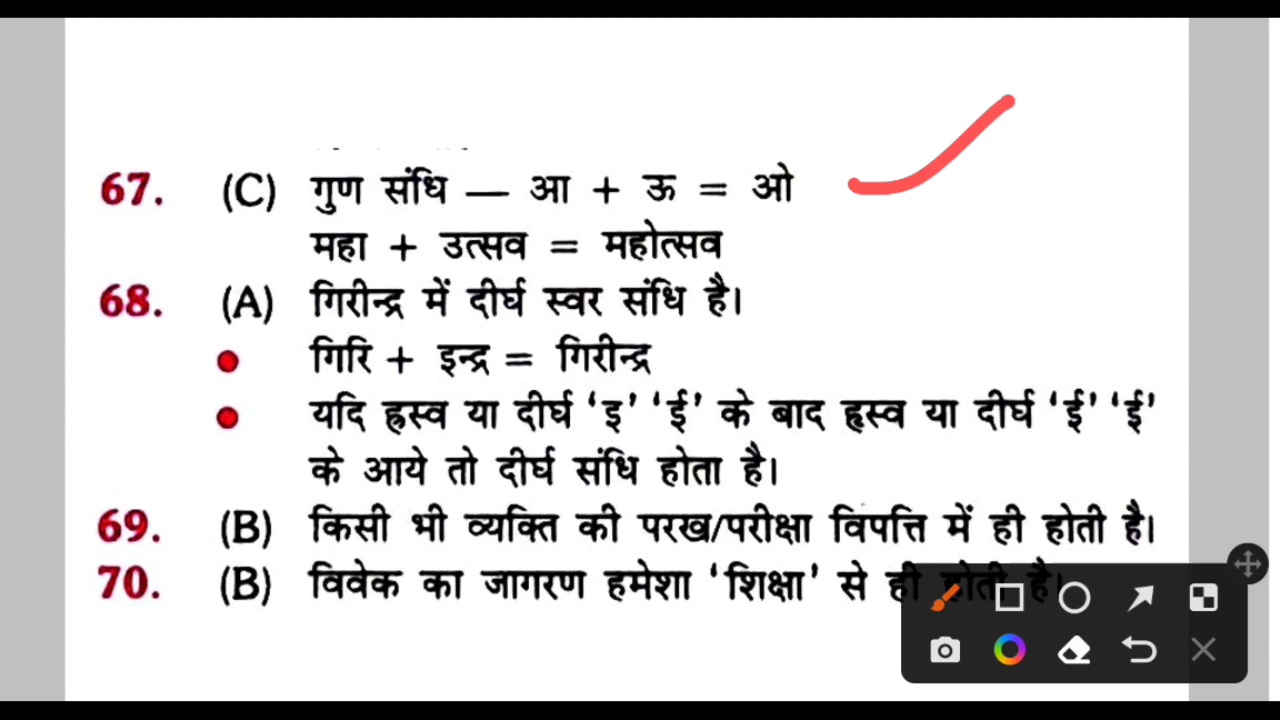 67. (C) गुण संधि — आ + ऊ = ओ
महा + उत्सव = महोत्सव
68. (A) गिरीन्द्र में दीर्घ स्वर संधि है।
गिरि + इन्द्र = गिरीन्द्र
यदि ह्रस्व या दीर्घ ‘इ’ ‘ई’ के बाद हृस्व या दीर्घ ‘ई’ ‘ई’
के आये तो दीर्घ संधि होता है।
69. (B) किसी भी व्यक्ति की परख/परीक्षा विपत्ति में ही होती है।
70. (B) विवेक का जागरण हमेशा ‘शिक्षा’ से ही होती है।